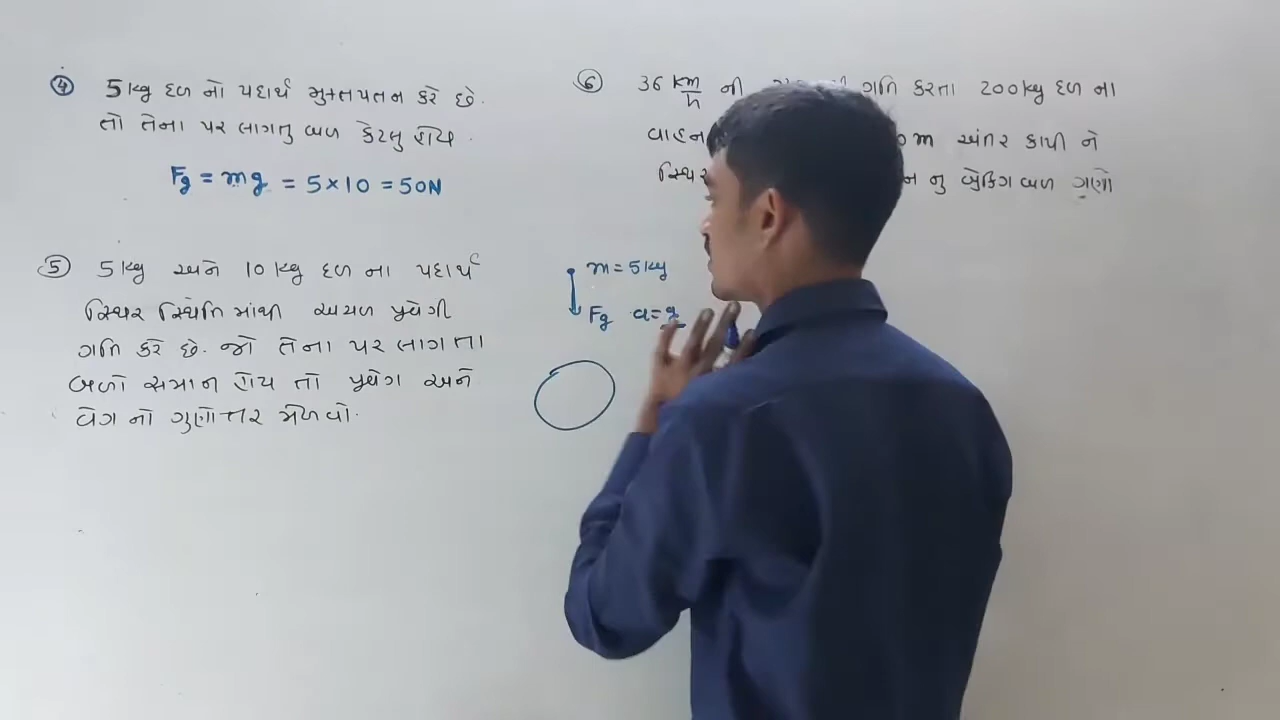 ④ 5kg દળ નો પદાર્થ મુક્તપતન કરે છે.
તો તેના પર લાગતુ બળ કેટલુ હોય.
Fg = mg = 5×10 = 50N
⑤ 5kg અને 10kg દળ ના પદાર્થ
સ્થિર સ્થિતિ માંથી અચળ પ્રવેગી
ગતિ કરે છે. જો તેના પર લાગતા
બળો સમાન હોય તો પ્રવેગ અને
વેગ નો ગુણોત્તર મેળવો.
m = 5kg
Fg a=g
⑥ 36 km/h ની ગતિ કરતા 200kg દળ ના
વાહન 0m અંતર કાપી ને
સ્થિર નુ બ્રેકિંગ બળ ગણો